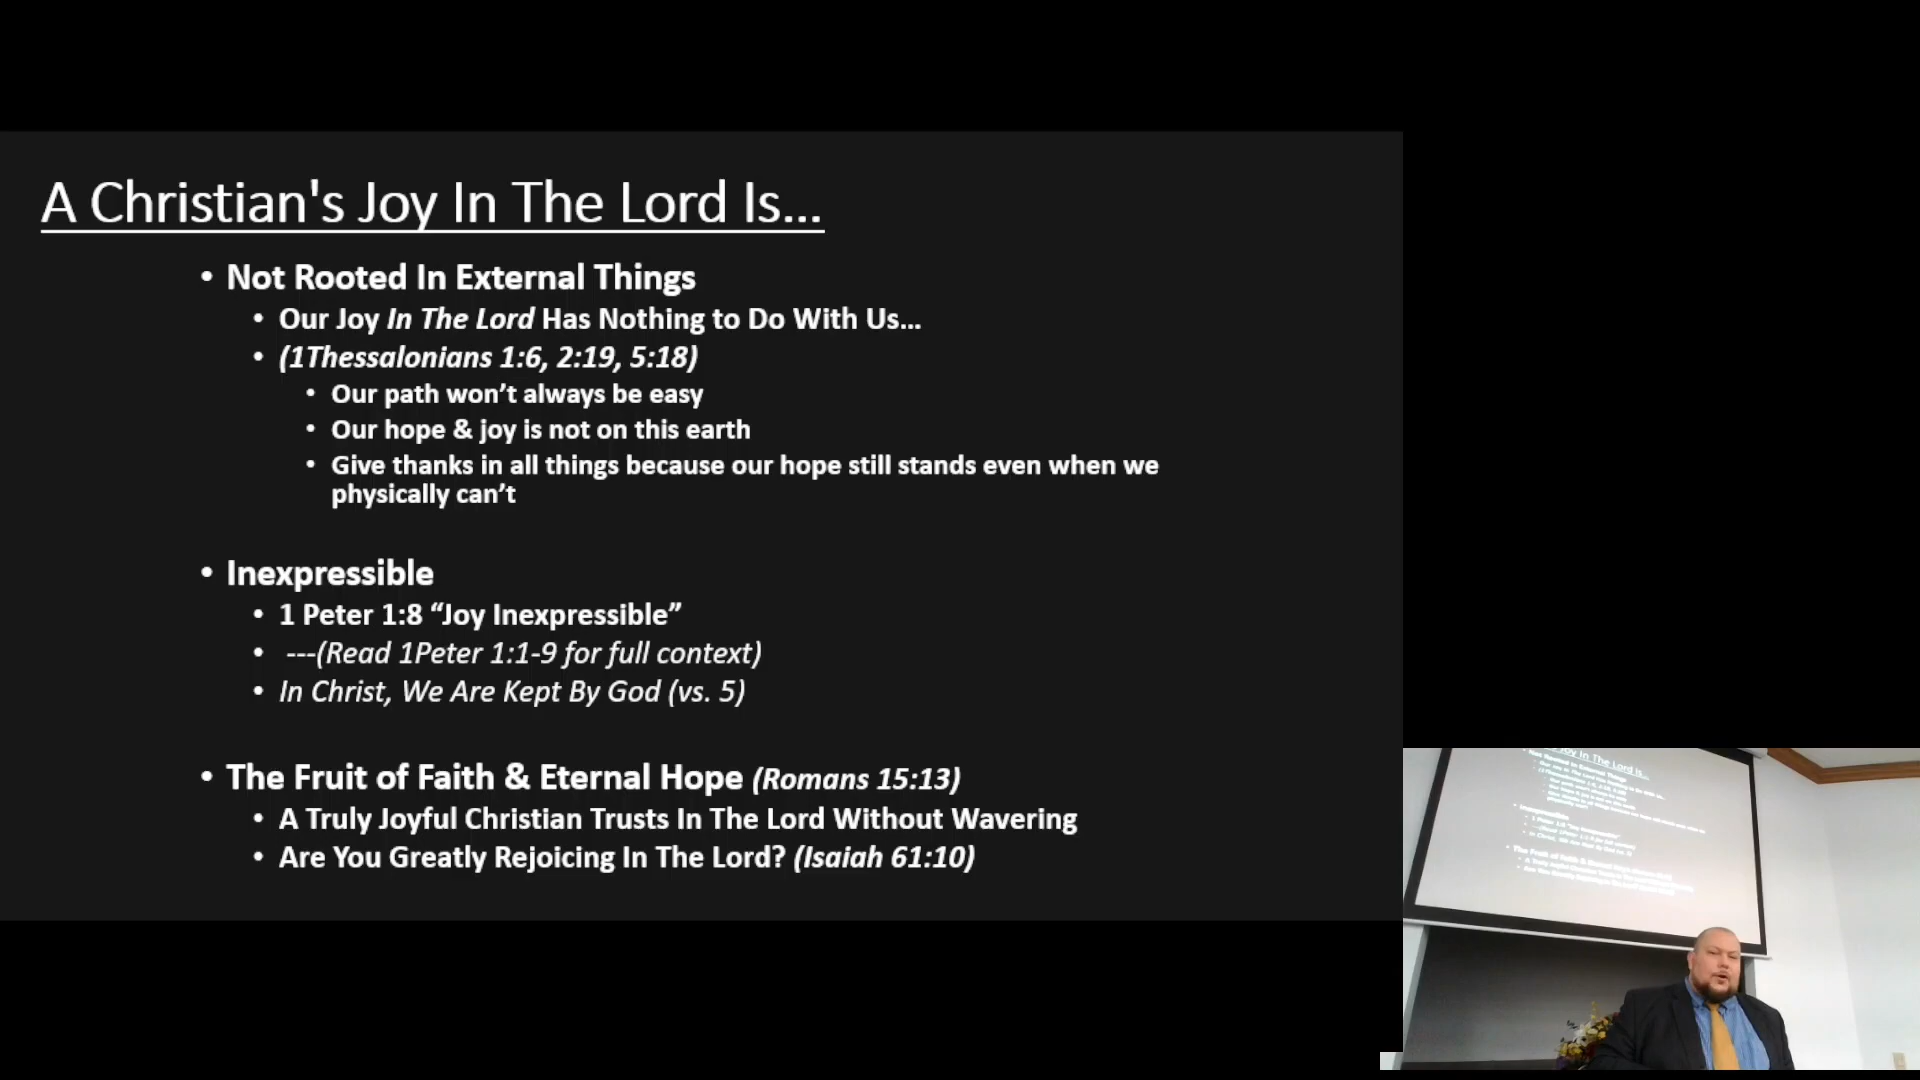 A Christian's Joy In The Lord Is...
• Not Rooted In External Things
• Our Joy In The Lord Has Nothing to Do With Us...
• (1Thessalonians 1:6, 2:19, 5:18)
• Our path won’t always be easy
• Our hope & joy is not on this earth
• Give thanks in all things because our hope still stands even when we
physically can’t
• Inexpressible
• 1 Peter 1:8 “Joy Inexpressible”
• ---(Read 1Peter 1:1-9 for full context)
• In Christ, We Are Kept By God (vs. 5)
• The Fruit of Faith & Eternal Hope (Romans 15:13)
• A Truly Joyful Christian Trusts In The Lord Without Wavering
• Are You Greatly Rejoicing In The Lord? (Isaiah 61:10)